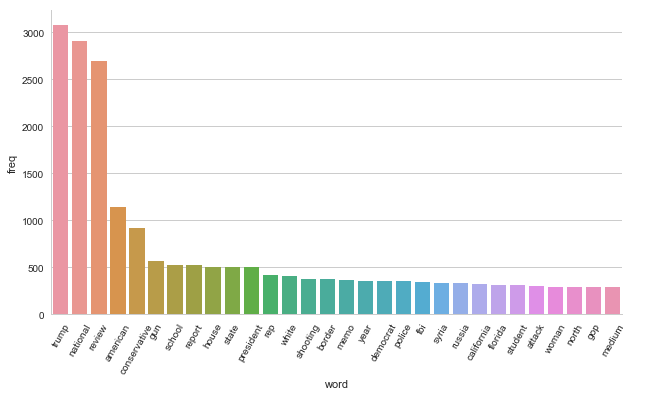 3000
2500
2000
1500
1000
500
0
freq
trump
national
review
american
conservative
gun
school
report
house
state
president
rep
white
shooting
border
memo
year
democrat
police
fbi
syria
russia
california
florida
student
attack
woman
north
gop
medium
word